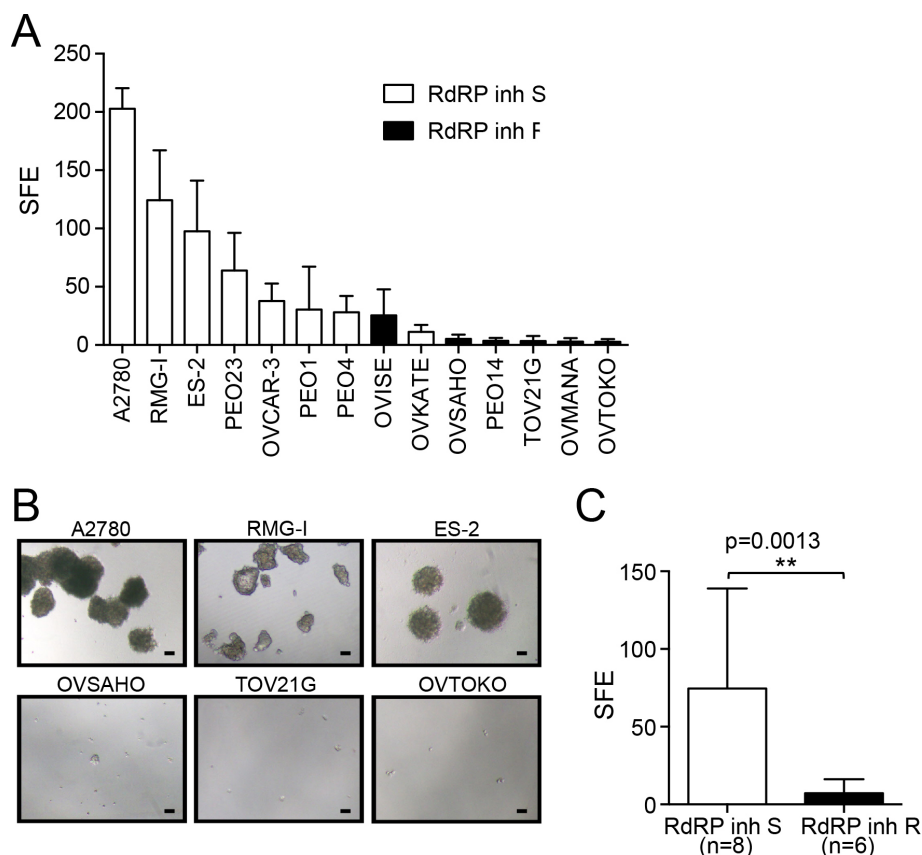 A
250
200
150
100
50
0
SFE
RdRP inh S
RdRP inh F
A2780
RMG-I
ES-2
PEO23
OVCAR-3
PEO1
PEO4
OVISE
OVKATE
OVSAHO
PEO14
TOV21G
OVMANA
OVTOKO
B
A2780 RMG-I ES-2
OVSAHO TOV21G OVTOKO
C
p=0.0013
**
150
100
50
0
SFE
RdRP inh S RdRP inh R
(n=8) (n=6)